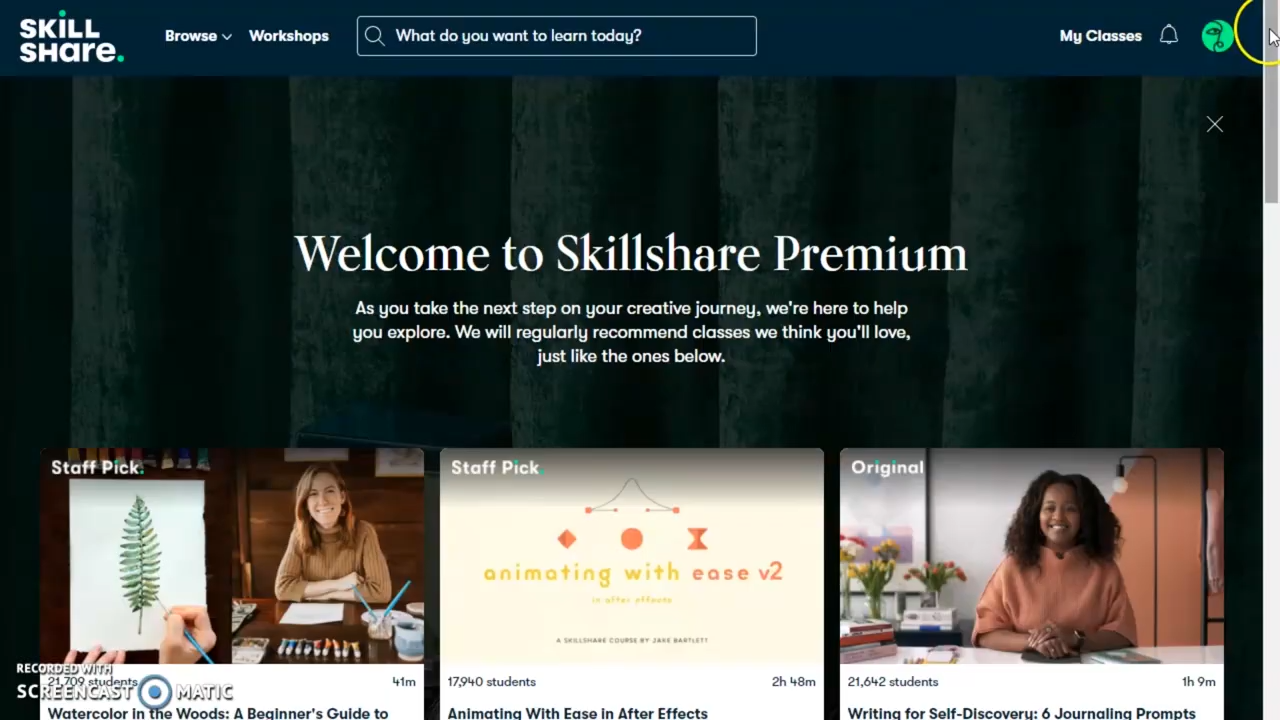 SKILL
SHARE.
Browse
Workshops
What do you want to learn today?
My Classes
Welcome to Skillshare Premium
As you take the next step on your creative journey, we're here to help
you explore. We will regularly recommend classes we think you'll love,
just like the ones below.
Staff Pick.
Staff Pick.
Original
animating with ease v2
in after effects
A SKILLSHARE COURSE BY JAKE BARTLETT
21,709 students
41m
17,940 students
2h 48m
21,642 students
1h 9m
RECORDED WITH
SCREENCAST MATIC
Watercolor in the Woods: A Beginner's Guide to
Animating With Ease in After Effects
Writing for Self-Discovery: 6 Journaling Prompts